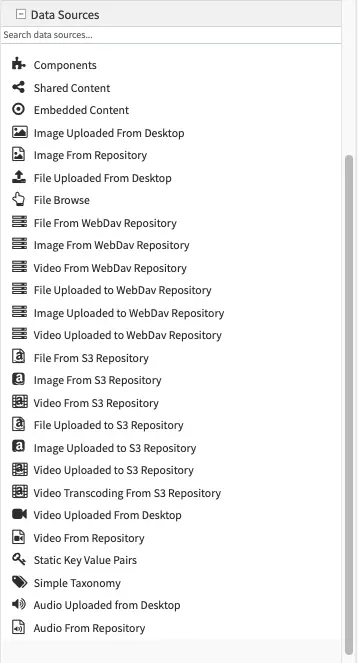 Data Sources
Search data sources...
Components
Shared Content
Embedded Content
Image Uploaded From Desktop
Image From Repository
File Uploaded From Desktop
File Browse
File From WebDav Repository
Image From WebDav Repository
Video From WebDav Repository
File Uploaded to WebDav Repository
Image Uploaded to WebDav Repository
Video Uploaded to WebDav Repository
File From S3 Repository
Image From S3 Repository
Video From S3 Repository
File Uploaded to S3 Repository
Image Uploaded to S3 Repository
Video Uploaded to S3 Repository
Video Transcoding From S3 Repository
Video Uploaded From Desktop
Video From Repository
Static Key Value Pairs
Simple Taxonomy
Audio Uploaded from Desktop
Audio From Repository